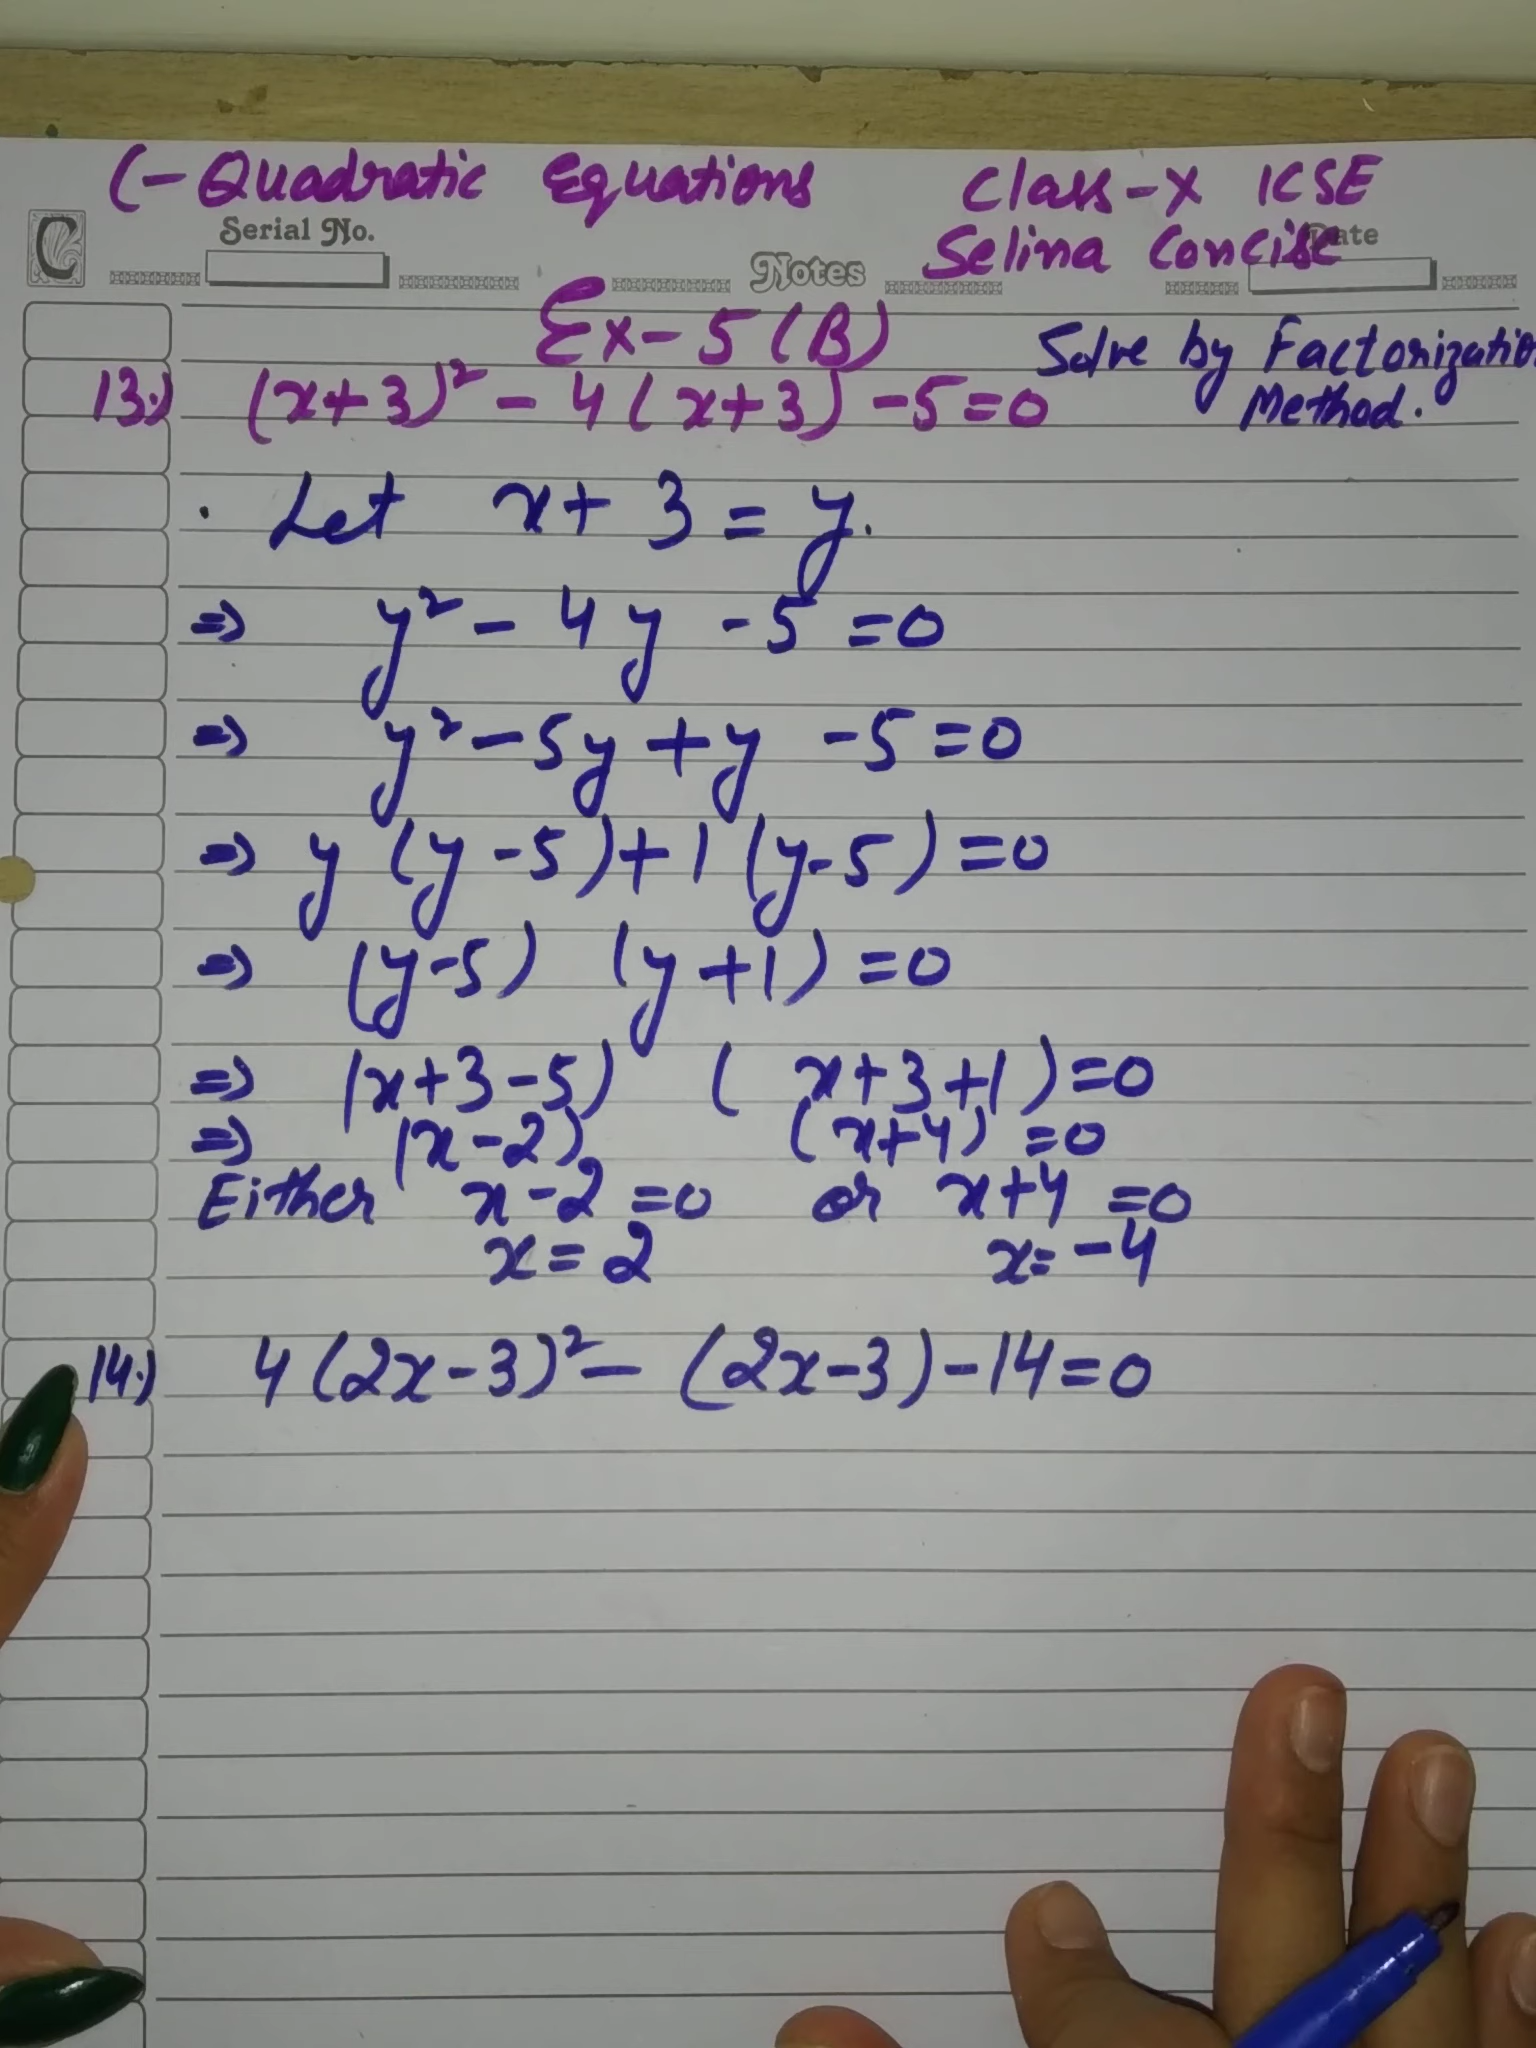 (- Quadratic Equations Class-X ICSE
C Serial No. Notes Selina Concise Date
Ex-5 (B) Solve by Factorization
13.) (x+3)² - 4(x+3) -5=0 Method.
. Let x+3 = y.
=> y² - 4y -5 =0
=> y² -5y +y -5 =0
=> y (y-5)+1 (y-5) =0
=> (y-5) (y+1) =0
=> (x+3-5) ( x+3+1)=0
=> (x-2) (x+4) =0
Either x-2 =0 or x+4 =0
x = 2 x= -4
14.) 4(2x-3)² - (2x-3)-14=0